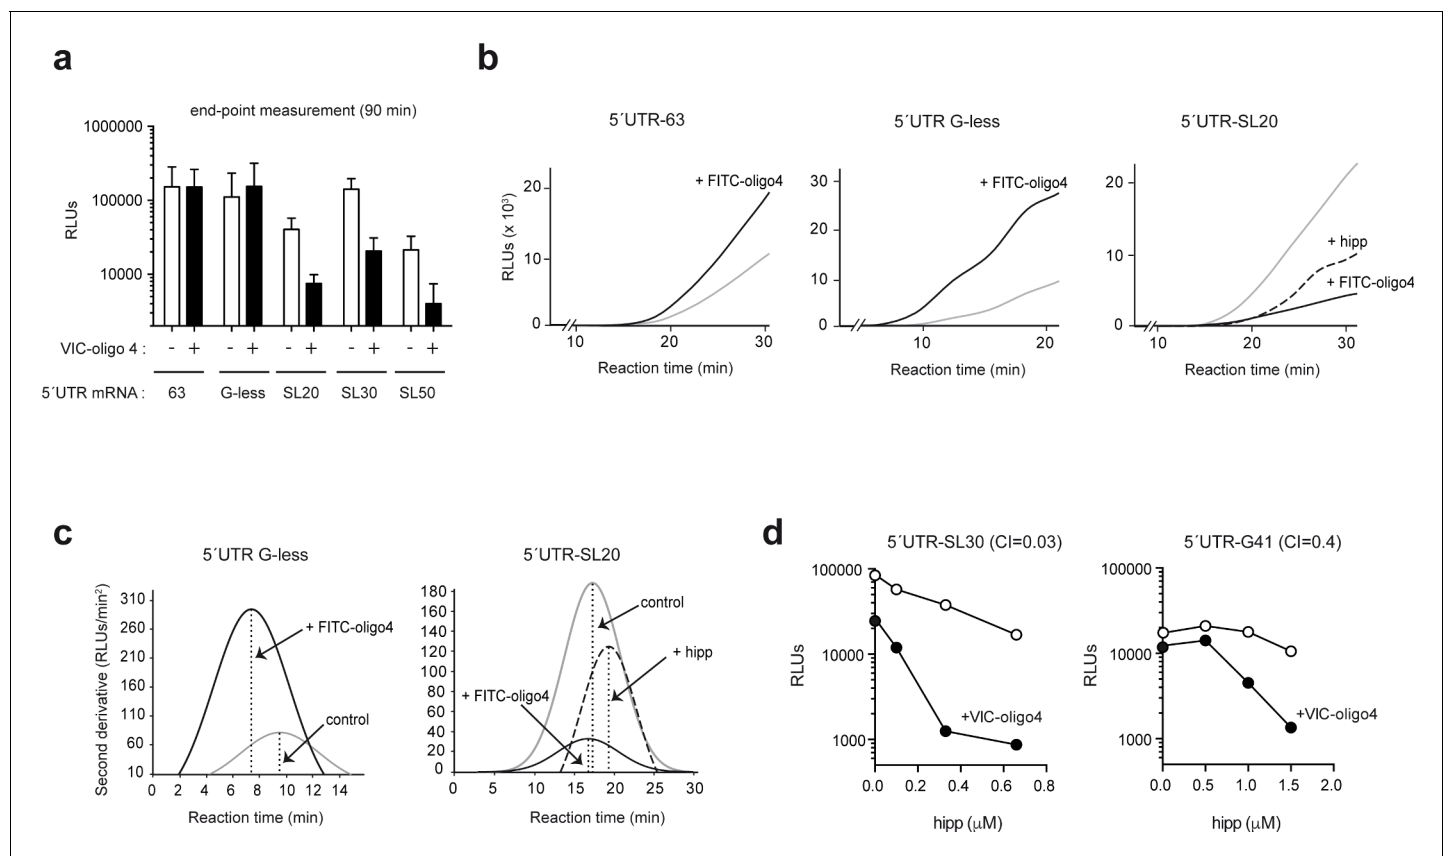 a
end-point measurement (90 min)
RLUs
1000000
100000
10000
VIC-oligo 4 : - + - + - + - + - +
5´UTR mRNA : 63 G-less SL20 SL30 SL50
b
5´UTR-63
RLUs (x 10³)
20
10
0
+ FITC-oligo4
10 20 30
Reaction time (min)
5´UTR G-less
30
20
10
0
+ FITC-oligo4
10 20
Reaction time (min)
5´UTR-SL20
20
10
0
+ hipp
+ FITC-oligo4
10 20 30
Reaction time (min)
c
5´UTR G-less
Second derivative (RLUs/min²)
310
260
210
160
110
60
10
+ FITC-oligo4
control
0 2 4 6 8 10 12 14
Reaction time (min)
5´UTR-SL20
180
160
140
120
100
80
60
40
20
0
control
+ hipp
+ FITC-oligo4
0 5 10 15 20 25 30
Reaction time (min)
d
5´UTR-SL30 (CI=0.03)
RLUs
100000
10000
1000
+VIC-oligo4
0.0 0.2 0.4 0.6 0.8
hipp (µM)
5´UTR-G41 (CI=0.4)
RLUs
100000
10000
1000
+VIC-oligo4
0.0 0.5 1.0 1.5 2.0
hipp (µM)